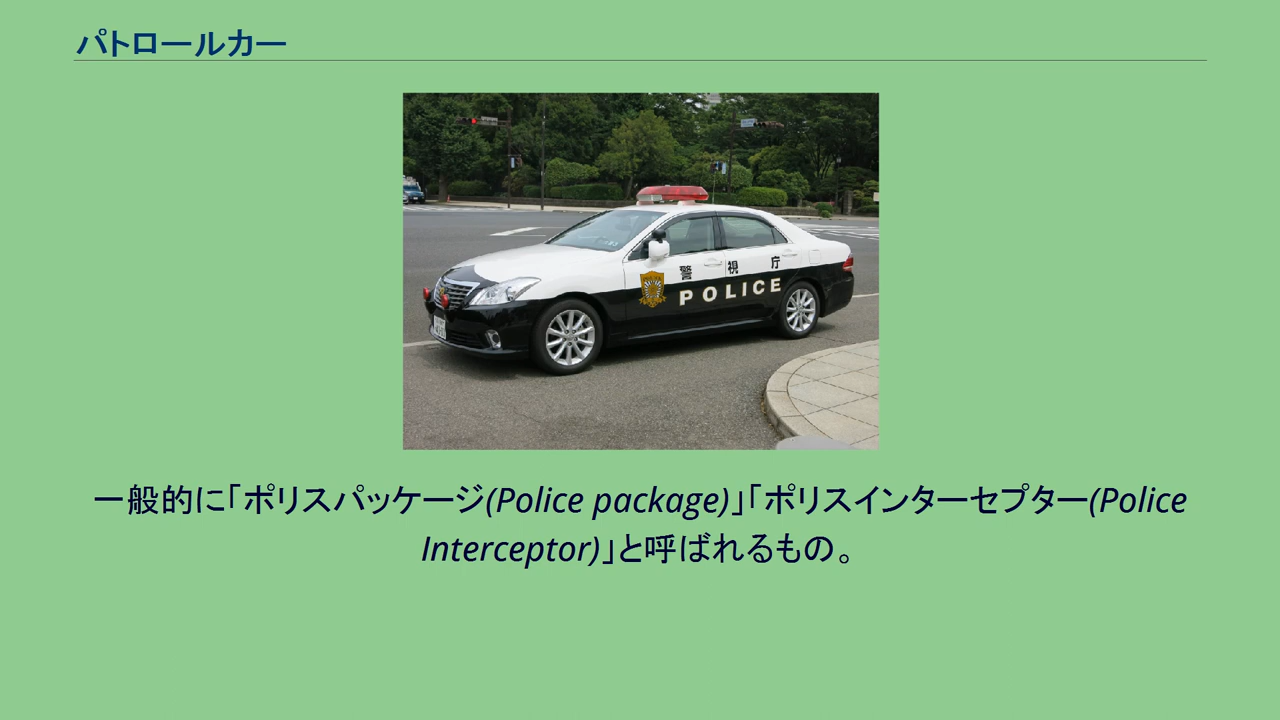 パトロールカー
警視庁
POLICE
一般的に「ポリスパッケージ(Police package)」「ポリスインターセプター(Police
Interceptor)」と呼ばれるもの。